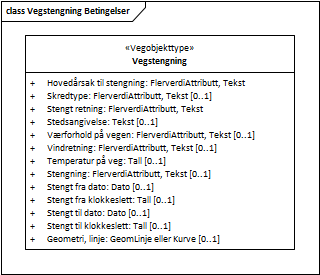 class Vegstengning Betingelser
«Vegobjekttype»
Vegstengning
+ Hovedårsak til stengning: FlerverdiAttributt, Tekst
+ Skredtype: FlerverdiAttributt, Tekst [0..1]
+ Stengt retning: FlerverdiAttributt, Tekst
+ Stedsangivelse: Tekst [0..1]
+ Værforhold på vegen: FlerverdiAttributt, Tekst [0..1]
+ Vindretning: FlerverdiAttributt, Tekst [0..1]
+ Temperatur på veg: Tall [0..1]
+ Stengning: FlerverdiAttributt, Tekst [0..1]
+ Stengt fra dato: Dato [0..1]
+ Stengt fra klokkeslett: Tall [0..1]
+ Stengt til dato: Dato [0..1]
+ Stengt til klokkeslett: Tall [0..1]
+ Geometri, linje: GeomLinje eller Kurve [0..1]